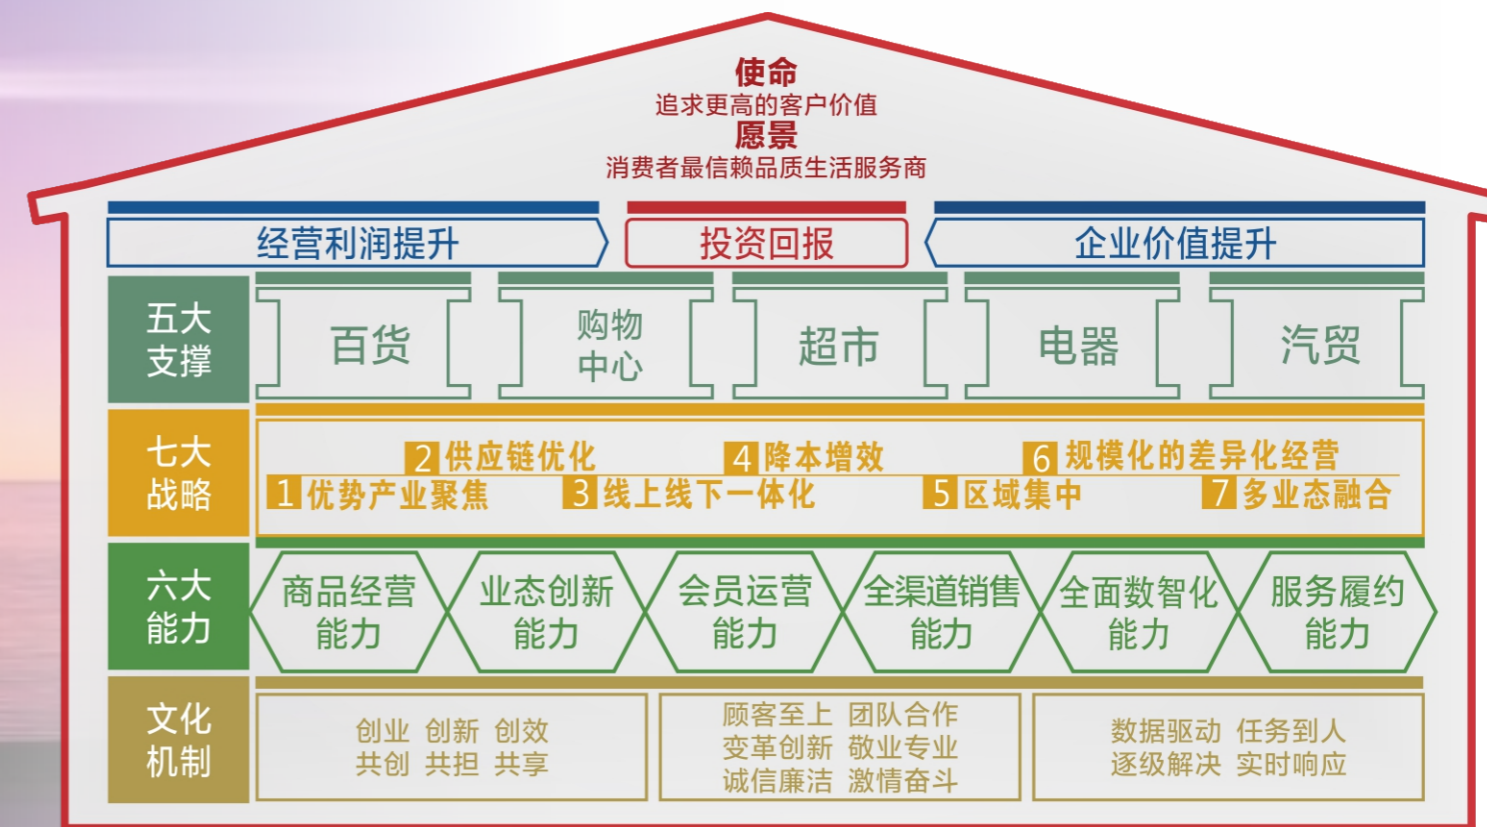 使命
追求更高的客户价值
愿景
消费者最信赖品质生活服务商
经营利润提升
投资回报
企业价值提升
五大
支撑
百货
购物
中心
超市
电器
汽贸
七大
战略
1 优势产业聚焦
2 供应链优化
3 线上线下一体化
4 降本增效
5 区域集中
6 规模化的差异化经营
7 多业态融合
六大
能力
商品经营
能力
业态创新
能力
会员运营
能力
全渠道销售
能力
全面数智化
能力
服务履约
能力
文化
机制
创业 创新 创效
共创 共担 共享
顾客至上 团队合作
变革创新 敬业专业
诚信廉洁 激情奋斗
数据驱动 任务到人
逐级解决 实时响应